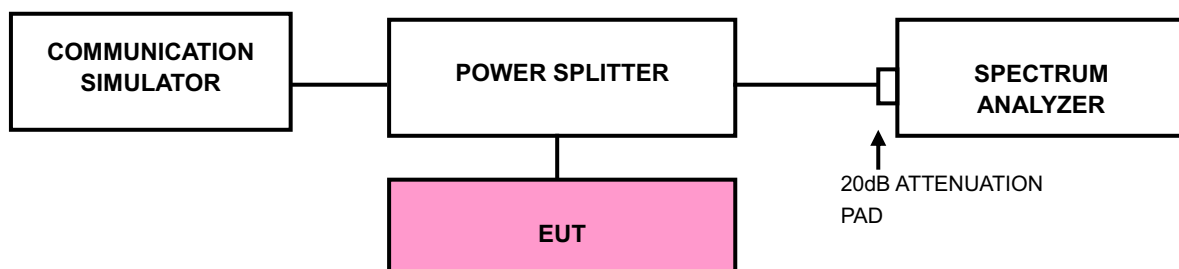 COMMUNICATION
SIMULATOR
POWER SPLITTER
SPECTRUM
ANALYZER
20dB ATTENUATION
PAD
EUT